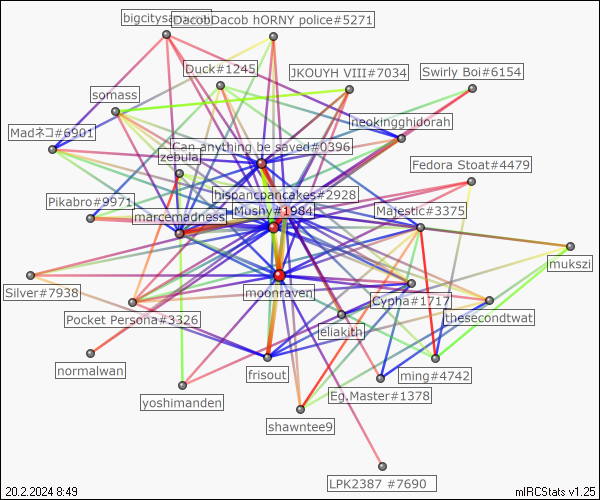 bigcitysa
DacobDacob hORNY police#5271
Duck#1245
JKOUYH VIII#7034
Swirly Boi#6154
somass
neokingghidorah
Madネコ#6901
Can anything be saved#0396
zebula
Fedora Stoat#4479
hispancpancakes#2928
Pikabro#9971
marcemadness
Mushy#1984
Majestic#3375
mukszi
Silver#7938
moonraven
Cypha#1717
Pocket Persona#3326
eliakith
thesecondtwat
normalwan
frisout
ming#4742
yoshimanden
Eg.Master#1378
shawntee9
LPK2387 #7690
20.2.2024 8:49
mIRCStats v1.25